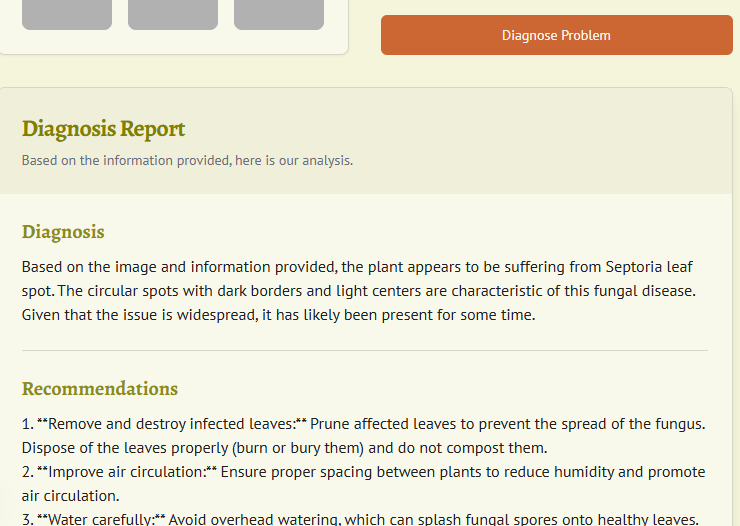 Diagnose Problem
Diagnosis Report
Based on the information provided, here is our analysis.
Diagnosis
Based on the image and information provided, the plant appears to be suffering from Septoria leaf
spot. The circular spots with dark borders and light centers are characteristic of this fungal disease.
Given that the issue is widespread, it has likely been present for some time.
Recommendations
1. **Remove and destroy infected leaves:** Prune affected leaves to prevent the spread of the fungus.
Dispose of the leaves properly (burn or bury them) and do not compost them.
2. **Improve air circulation:** Ensure proper spacing between plants to reduce humidity and promote
air circulation.
3. **Water carefully:** Avoid overhead watering, which can splash fungal spores onto healthy leaves.